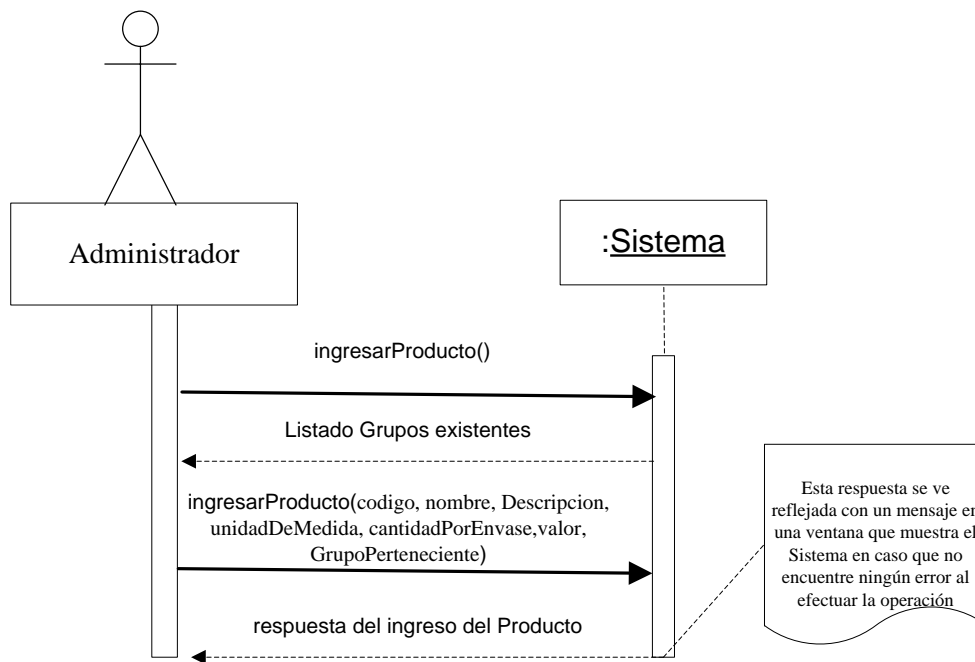 Administrador
:Sistema
ingresarProducto()
Listado Grupos existentes
ingresarProducto(codigo, nombre, Descripcion,
unidadDeMedida, cantidadPorEnvase,valor,
GrupoPerteneciente)
respuesta del ingreso del Producto
Esta respuesta se ve
reflejada con un mensaje en
una ventana que muestra el
Sistema en caso que no
encuentre ningún error al
efectuar la operación